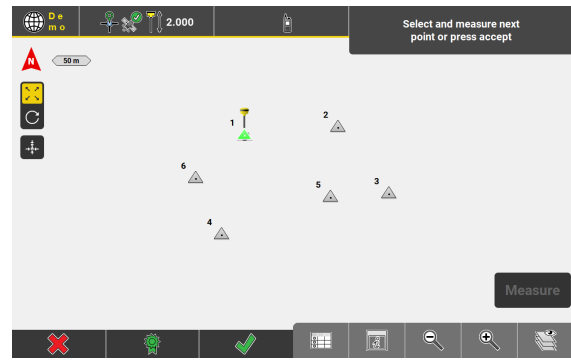 De
mo
2.000
Select and measure next
point or press accept
N
50 m
1
2
6
5
3
4
Measure